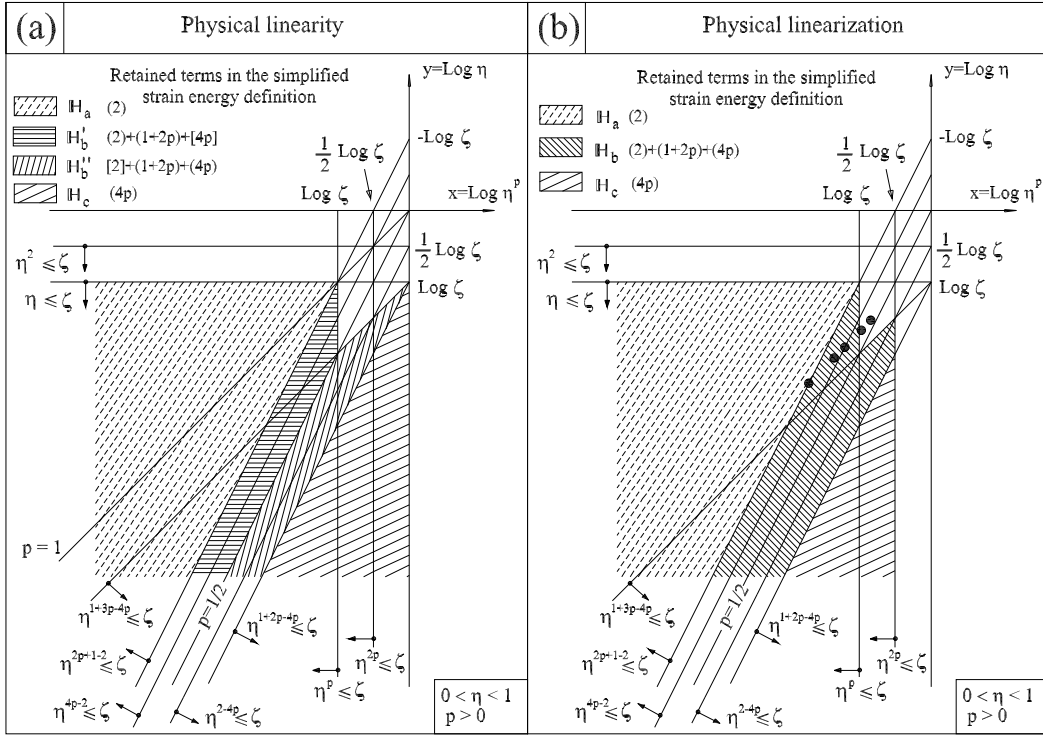 (a) Physical linearity
Retained terms in the simplified
strain energy definition
ℍₐ (2)
ℍ′_b (2)+(1+2p)+[4p]
ℍ″_b [2]+(1+2p)+(4p)
ℍ_c (4p)
y=Log η
-Log ζ
1/2 Log ζ
Log ζ
x=Log η^p
η² ≤ζ
1/2 Log ζ
η ≤ζ
Log ζ
p = 1
η^1+3p-4p ≤ζ
p=1/2
η^1+2p-4p ≤ζ
η^2p ≤ζ
η^2p+1-2 ≤ζ
η^p ≤ζ
η^4p-2 ≤ζ
η^2-4p ≤ζ
0 < η < 1
p > 0
(b) Physical linearization
Retained terms in the simplified
strain energy definition
ℍₐ (2)
ℍ_b (2)+(1+2p)+(4p)
ℍ_c (4p)
y=Log η
-Log ζ
1/2 Log ζ
Log ζ
x=Log η^p
η² ≤ζ
1/2 Log ζ
η ≤ζ
Log ζ
η^1+3p-4p ≤ζ
p=1/2
η^1+2p-4p ≤ζ
η^2p ≤ζ
η^2p+1-2 ≤ζ
η^p ≤ζ
η^4p-2 ≤ζ
η^2-4p ≤ζ
0 < η < 1
p > 0